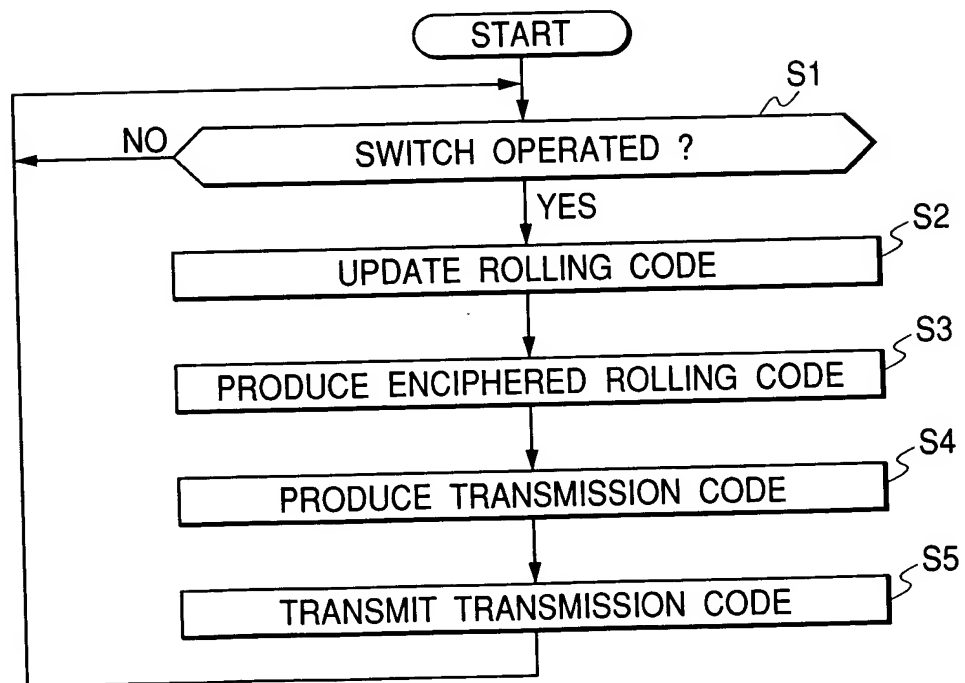 START
S1
NO
SWITCH OPERATED ?
YES
S2
UPDATE ROLLING CODE
S3
PRODUCE ENCIPHERED ROLLING CODE
S4
PRODUCE TRANSMISSION CODE
S5
TRANSMIT TRANSMISSION CODE